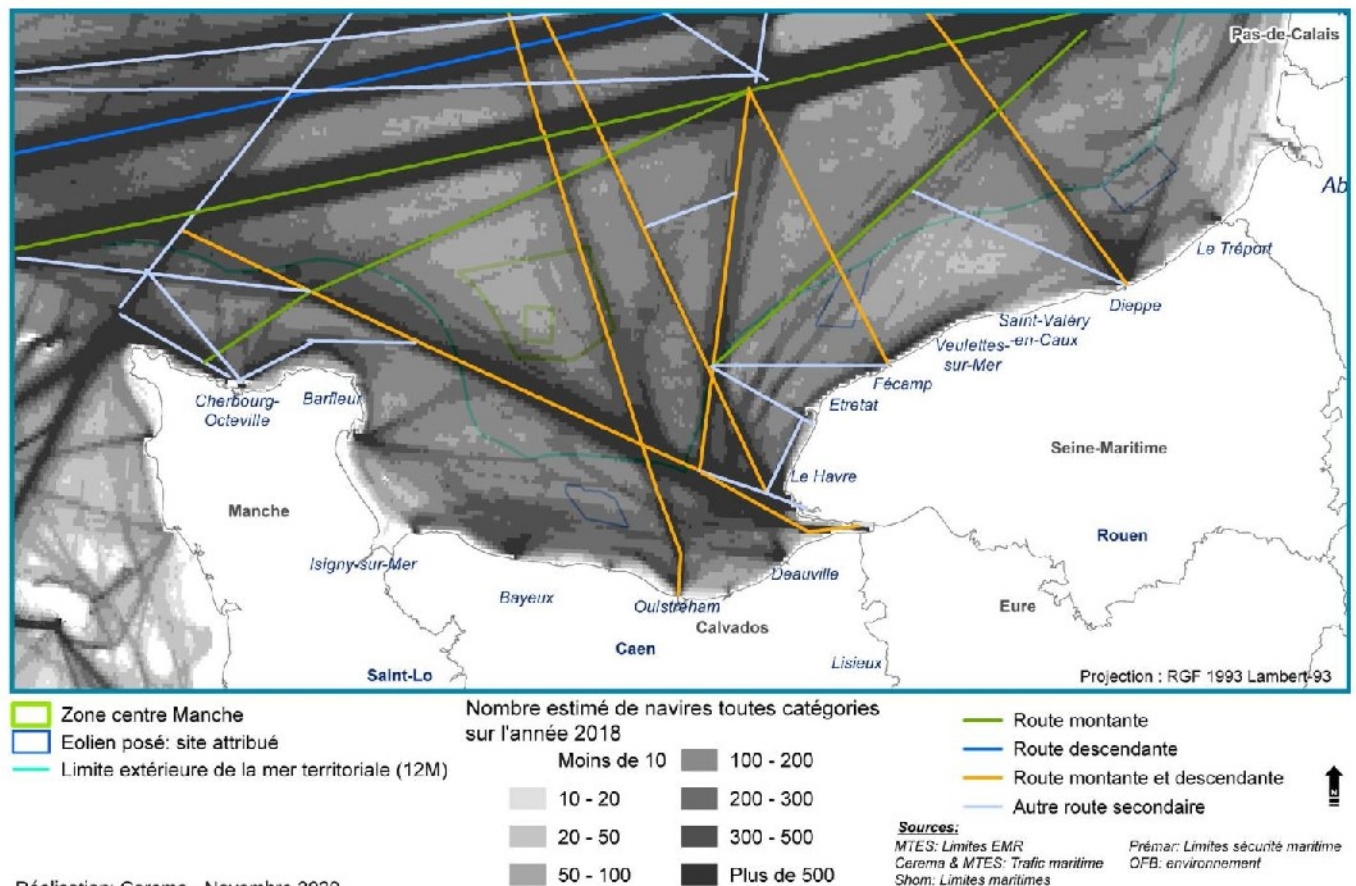 Pas-de-Calais
Ab
Le Tréport
Dieppe
Saint-Valéry
-en-Caux
Veulettes-
sur-Mer
Fécamp
Etretat
Cherbourg-
Octeville
Barfleur
Seine-Maritime
Le Havre
Manche
Rouen
Isigny-sur-Mer
Deauville
Bayeux
Ouistreham
Eure
Calvados
Caen
Lisieux
Saint-Lo
Projection : RGF 1993 Lambert-93
Zone centre Manche
Eolien posé: site attribué
Limite extérieure de la mer territoriale (12M)
Nombre estimé de navires toutes catégories
sur l'année 2018
Moins de 10
10 - 20
20 - 50
50 - 100
100 - 200
200 - 300
300 - 500
Plus de 500
Route montante
Route descendante
Route montante et descendante
Autre route secondaire
N
Sources:
MTES: Limites EMR
Cerema & MTES: Trafic maritime
Shom: Limites maritimes
Prémar: Limites sécurité maritime
OFB: environnement